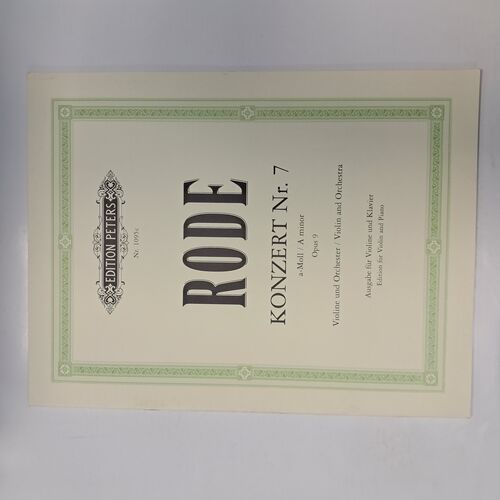 EDITION PETERS
Nr. 1095c
RODE
KONZERT Nr. 7
a-Moll / A minor
Opus 9
Violine und Orchester / Violin and Orchestra
Ausgabe für Violine und Klavier
Edition for Violin and Piano